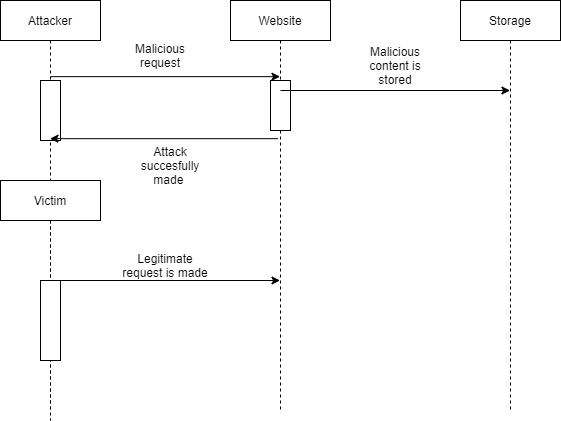 Attacker
Website
Storage
Malicious
request
Malicious
content is
stored
Attack
succesfully
made
Victim
Legitimate
request is made